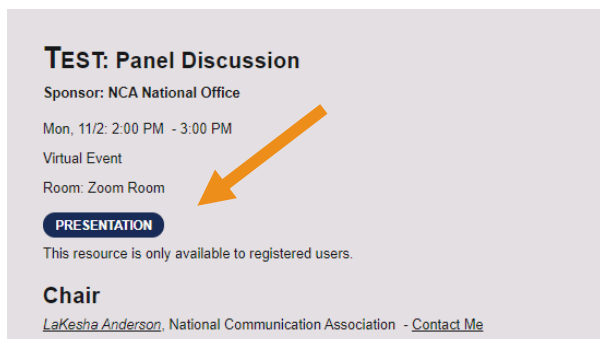 TEST: Panel Discussion
Sponsor: NCA National Office
Mon, 11/2: 2:00 PM - 3:00 PM
Virtual Event
Room: Zoom Room
PRESENTATION
This resource is only available to registered users.
Chair
LaKesha Anderson, National Communication Association - Contact Me